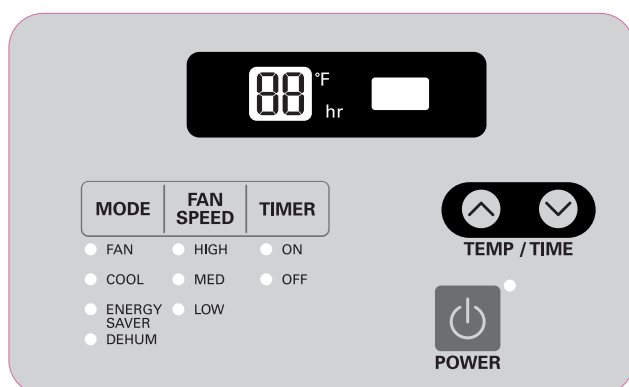 88 °F
hr
MODE
FAN
SPEED
TIMER
FAN
HIGH
ON
COOL
MED
OFF
ENERGY
SAVER
LOW
DEHUM
TEMP / TIME
POWER